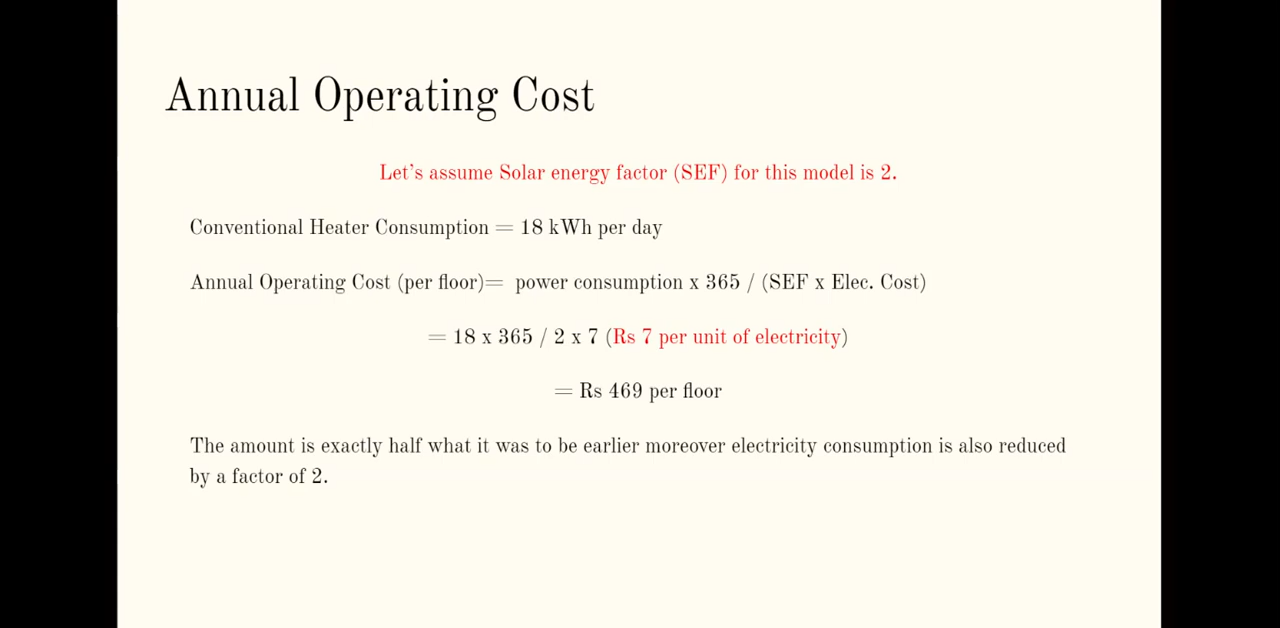 Annual Operating Cost
Let's assume Solar energy factor (SEF) for this model is 2.
Conventional Heater Consumption = 18 kWh per day
Annual Operating Cost (per floor)= power consumption x 365 / (SEF x Elec. Cost)
= 18 x 365 / 2 x 7 (Rs 7 per unit of electricity)
= Rs 469 per floor
The amount is exactly half what it was to be earlier moreover electricity consumption is also reduced
by a factor of 2.